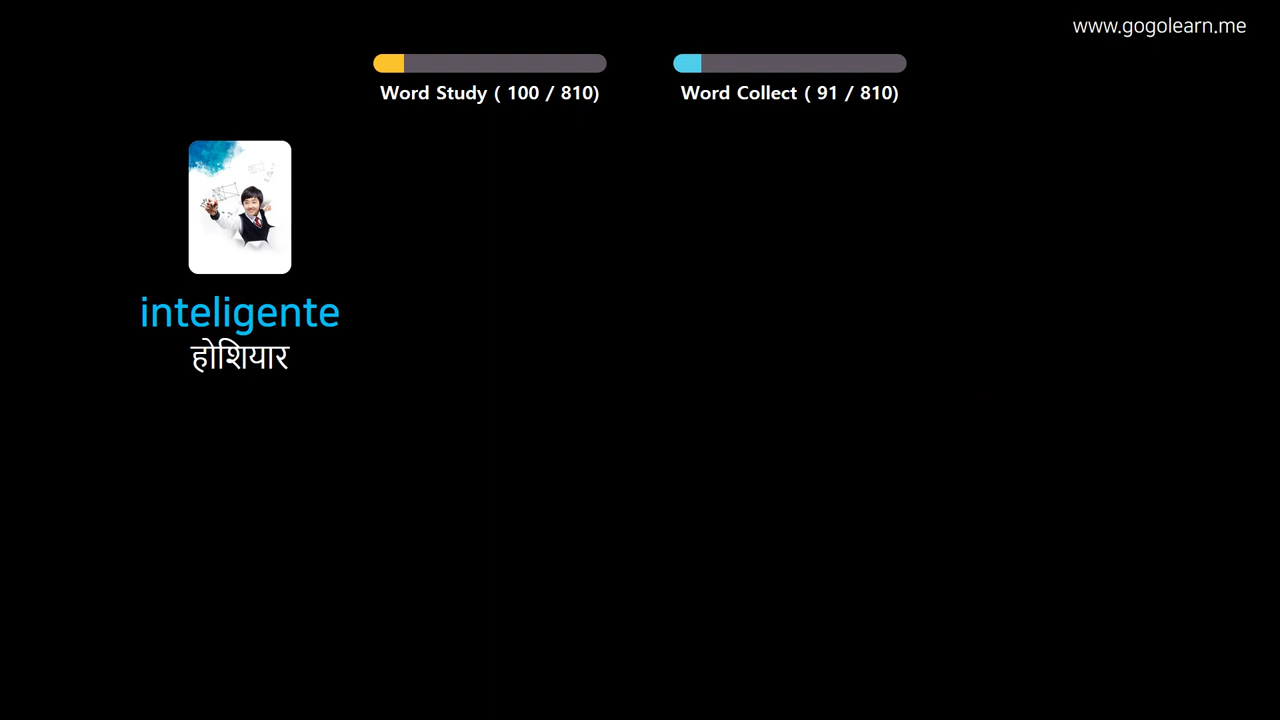 www.gogolearn.me
Word Study ( 100 / 810)
Word Collect ( 91 / 810)
inteligente
होशियार